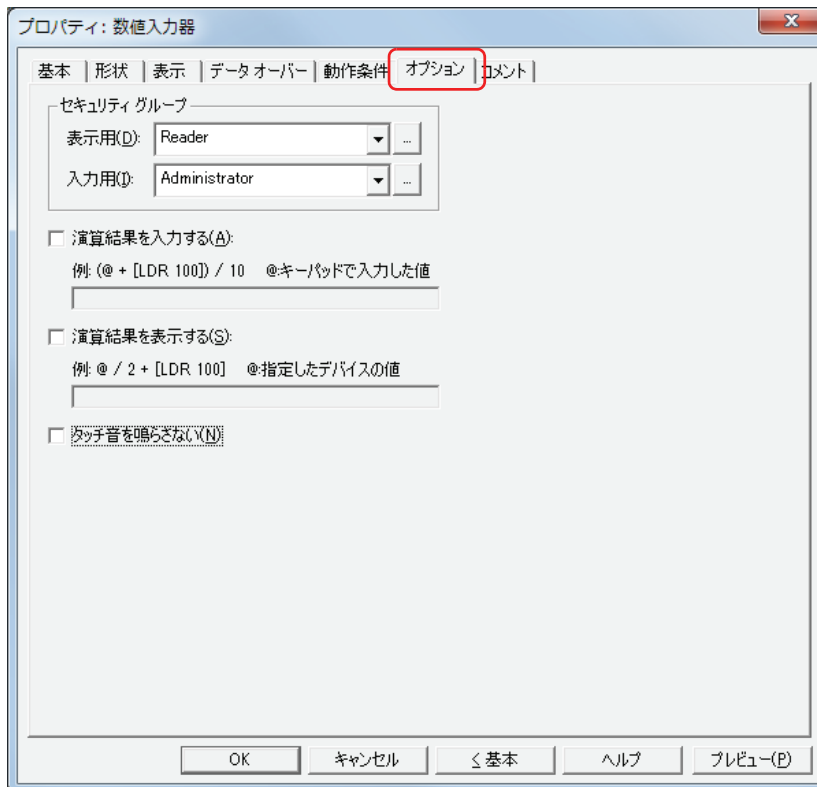 プロパティ: 数値入力器
基本 形状 表示 データ オーバー 動作条件 オプション コメント
セキュリティ グループ
表示用(D): Reader ...
入力用(I): Administrator ...
演算結果を入力する(A):
例: (@ + [LDR 100]) / 10 @:キーパッドで入力した値
演算結果を表示する(S):
例: @ / 2 + [LDR 100] @:指定したデバイスの値
タッチ音を鳴らさない(N)
OK キャンセル < 基本 ヘルプ プレビュー(P)